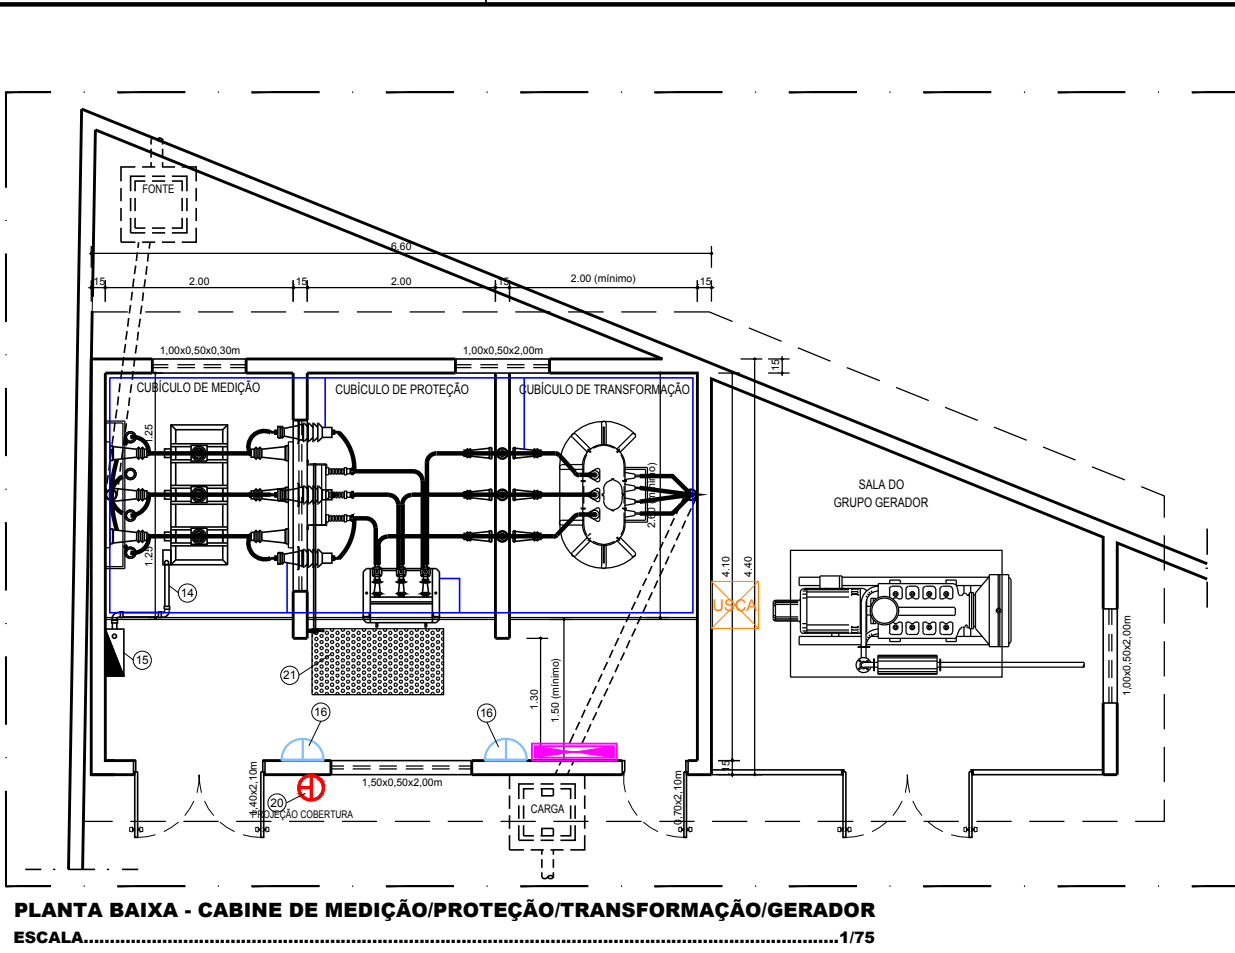 FONTE
6.60
15
2.00
15
2.00
15
2.00 (mínimo)
15
1,00x0,50x0,30m
1,00x0,50x2,00m
15
CUBÍCULO DE MEDIÇÃO
CUBÍCULO DE PROTEÇÃO
CUBÍCULO DE TRANSFORMAÇÃO
1.25
1.25
2.60 (mínimo)
SALA DO
GRUPO GERADOR
4.10
4.40
USCA
14
15
21
16
16
1.30
1.50 (mínimo)
1,00x0,50x2,00m
15
1,40x2,10m
20
1,50x0,50x2,00m
PROJEÇÃO COBERTURA
CARGA
0,70x2,10m
PLANTA BAIXA - CABINE DE MEDIÇÃO/PROTEÇÃO/TRANSFORMAÇÃO/GERADOR
ESCALA.................................................................................................................................................1/75